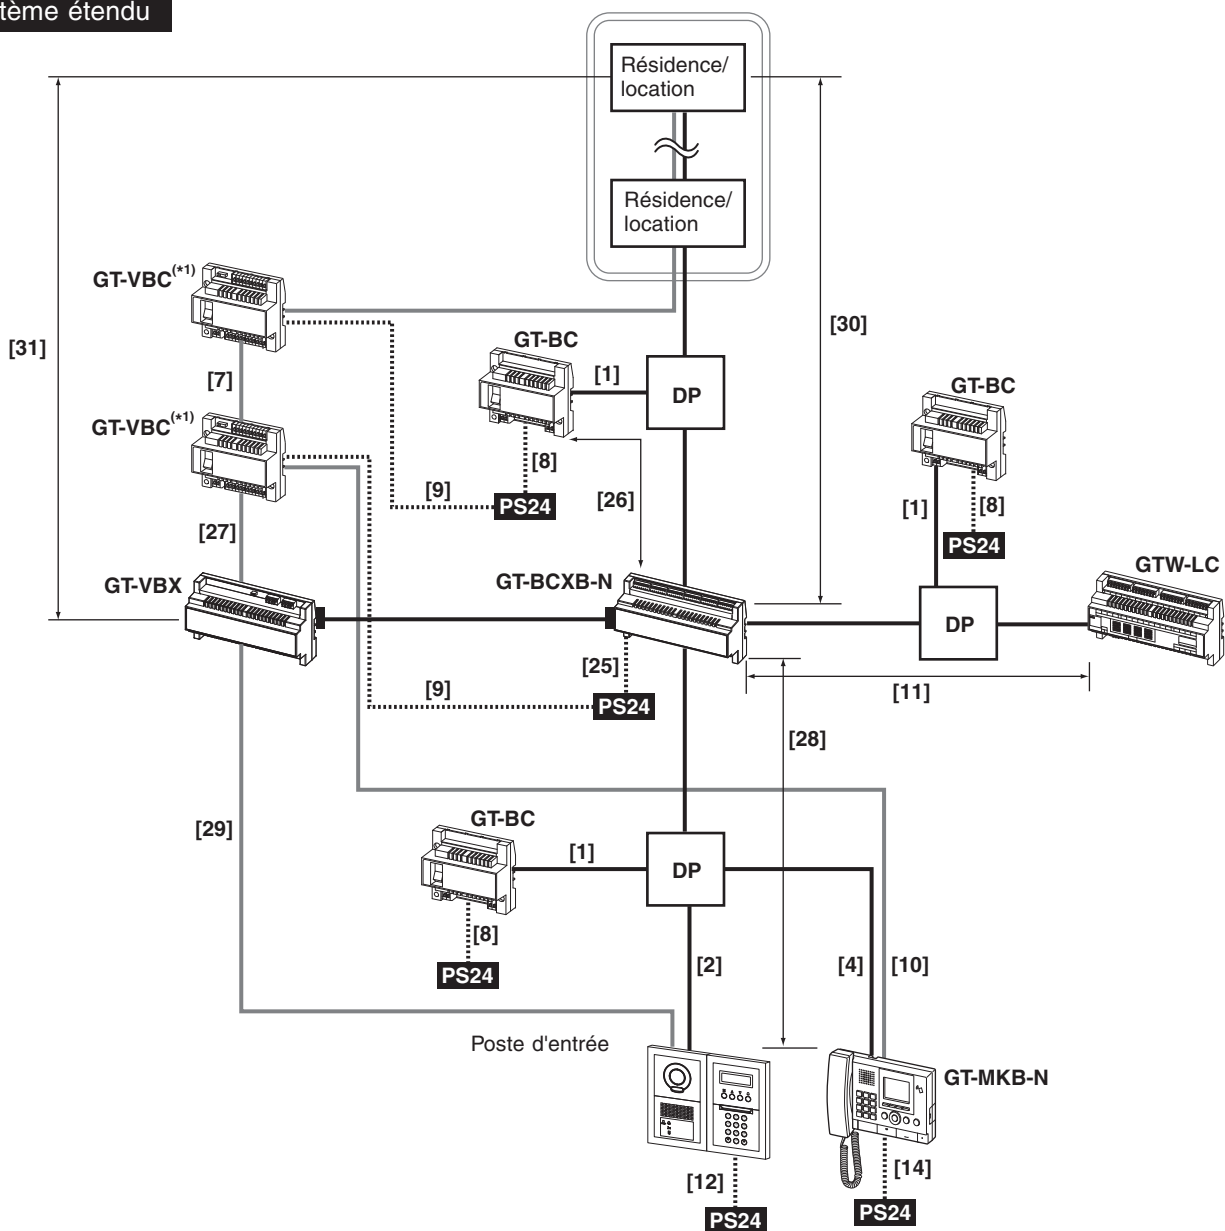 tème étendu
Résidence/
location
Résidence/
location
GT-VBC(*1)
[30]
[31]
GT-BC
[1]
DP
GT-BC
[7]
GT-VBC(*1)
[8]
[9]
PS24
[26]
[1]
[8]
PS24
[27]
GT-VBX
GT-BCXB-N
GTW-LC
DP
[25]
[9]
PS24
[11]
[28]
GT-BC
[29]
[1]
DP
[8]
PS24
[2]
[4]
[10]
Poste d'entrée
GT-MKB-N
[12]
[14]
PS24
PS24